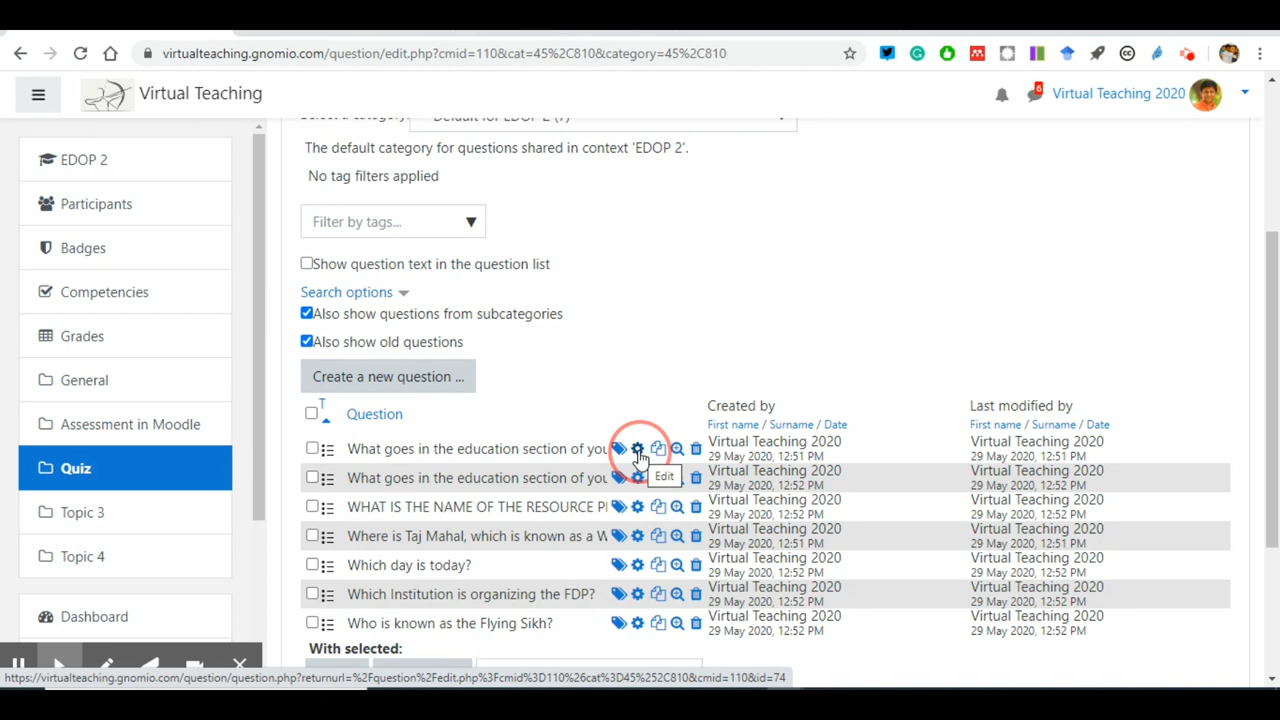 virtualteaching.gnomio.com/question/edit.php?cmid=110&cat=45%2C810&category=45%2C810
Virtual Teaching
6
Virtual Teaching 2020
EDOP 2
Participants
Badges
Competencies
Grades
General
Assessment in Moodle
Quiz
Topic 3
Topic 4
Dashboard
Select a category: Default for EDOP 2 (7)
The default category for questions shared in context 'EDOP 2'.
No tag filters applied
Filter by tags... ▼
Show question text in the question list
Search options
Also show questions from subcategories
Also show old questions
Create a new question ...
T
Question
Created by
First name / Surname / Date
Last modified by
First name / Surname / Date
What goes in the education section of you
Virtual Teaching 2020
29 May 2020, 12:51 PM
Virtual Teaching 2020
29 May 2020, 12:51 PM
Edit
What goes in the education section of you
Virtual Teaching 2020
29 May 2020, 12:52 PM
Virtual Teaching 2020
29 May 2020, 12:52 PM
WHAT IS THE NAME OF THE RESOURCE P
Virtual Teaching 2020
29 May 2020, 12:52 PM
Virtual Teaching 2020
29 May 2020, 12:52 PM
Where is Taj Mahal, which is known as a W
Virtual Teaching 2020
29 May 2020, 12:51 PM
Virtual Teaching 2020
29 May 2020, 12:51 PM
Which day is today?
Virtual Teaching 2020
29 May 2020, 12:52 PM
Virtual Teaching 2020
29 May 2020, 12:52 PM
Which Institution is organizing the FDP?
Virtual Teaching 2020
29 May 2020, 12:52 PM
Virtual Teaching 2020
29 May 2020, 12:52 PM
Who is known as the Flying Sikh?
Virtual Teaching 2020
29 May 2020, 12:52 PM
Virtual Teaching 2020
29 May 2020, 12:52 PM
With selected:
https://virtualteaching.gnomio.com/question/question.php?returnurl=%2Fquestion%2Fedit.php%3Fcmid%3D110%26cat%3D45%252C810&cmid=110&id=74